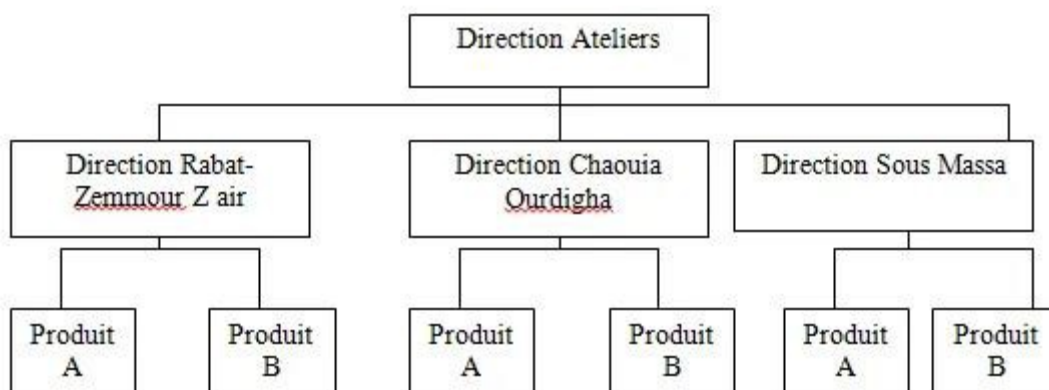 Direction Ateliers
Direction Rabat-
Zemmour Z air
Direction Chaouia
Ourdigha
Direction Sous Massa
Produit
A
Produit
B
Produit
A
Produit
B
Produit
A
Produit
B